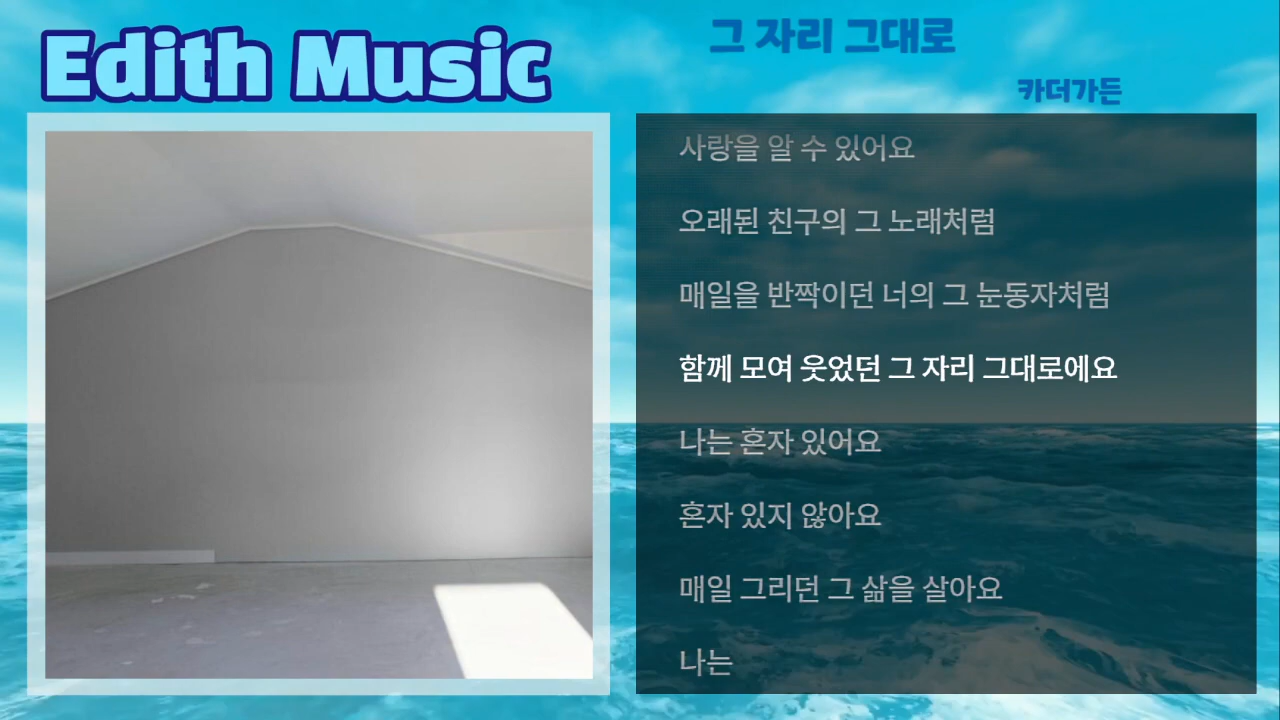 Edith Music
그 자리 그대로
카더가든
사랑을 알 수 있어요
오래된 친구의 그 노래처럼
매일을 반짝이던 너의 그 눈동자처럼
함께 모여 웃었던 그 자리 그대로에요
나는 혼자 있어요
혼자 있지 않아요
매일 그리던 그 삶을 살아요
나는